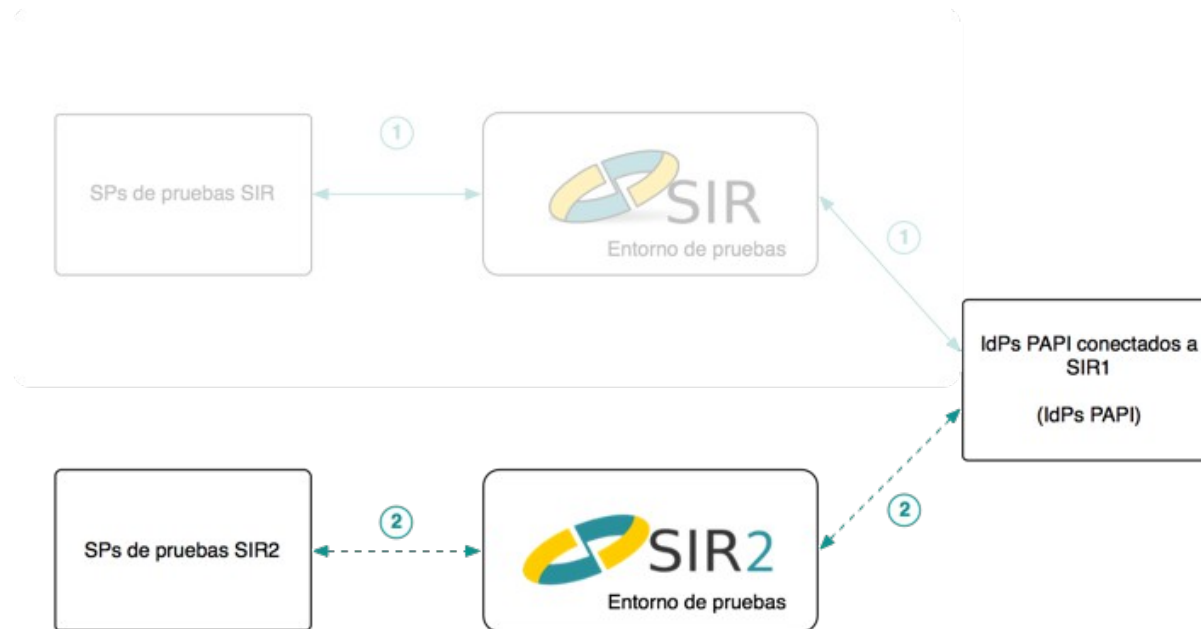 1
SPs de pruebas SIR
SIR
Entorno de pruebas
1
IdPs PAPI conectados a
SIR1
(IdPs PAPI)
2
SPs de pruebas SIR2
2
SIR2
Entorno de pruebas